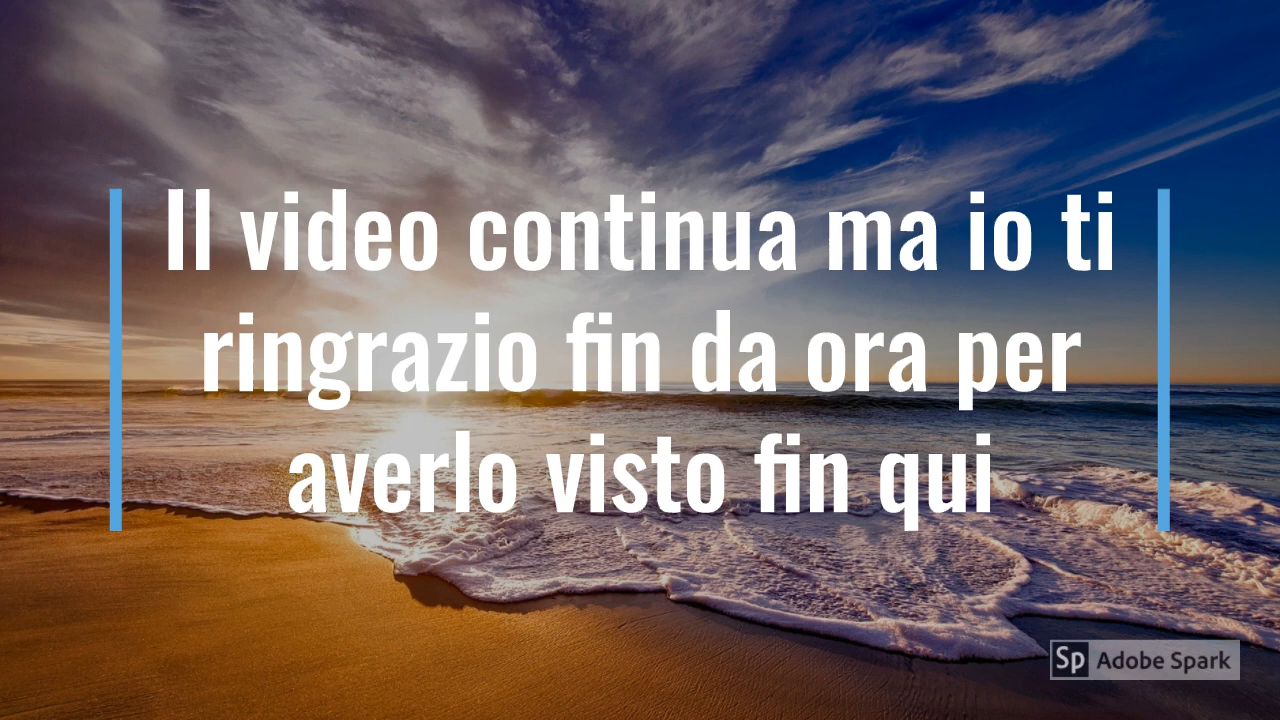 Il video continua ma io ti
ringrazio fin da ora per
averlo visto fin qui
Sp Adobe Spark